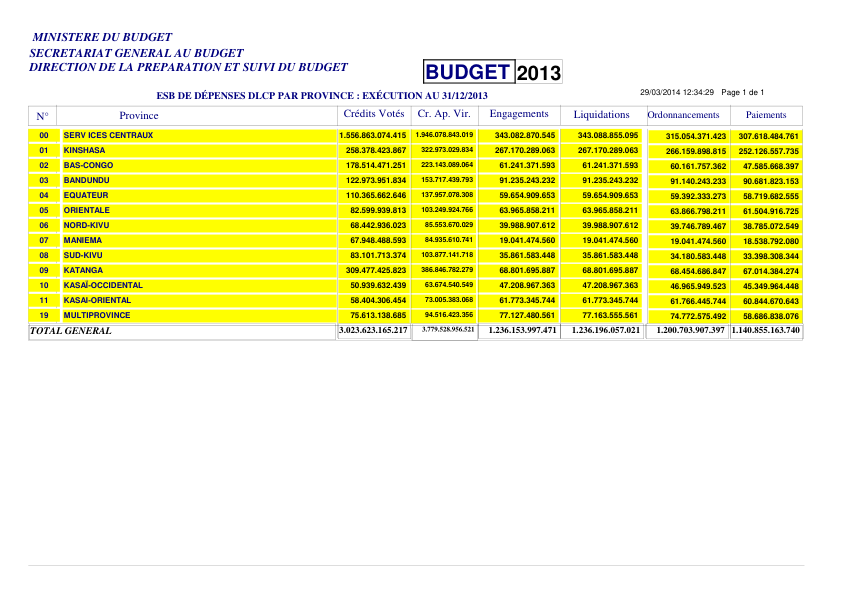 MINISTERE DU BUDGET
SECRETARIAT GENERAL AU BUDGET
DIRECTION DE LA PREPARATION ET SUIVI DU BUDGET
BUDGET 2013
ESB DE DÉPENSES DLCP PAR PROVINCE : EXÉCUTION AU 31/12/2013
29/03/2014 12:34:29 Page 1 de 1
N° Province Crédits Votés Cr. Ap. Vir. Engagements Liquidations Ordonnancements Paiements
00 SERV ICES CENTRAUX 1.556.863.074.415 1.946.078.843.019 343.082.870.545 343.088.855.095 315.054.371.423 307.618.484.761
01 KINSHASA 258.378.423.867 322.973.029.834 267.170.289.063 267.170.289.063 266.159.898.815 252.126.557.735
02 BAS-CONGO 178.514.471.251 223.143.089.064 61.241.371.593 61.241.371.593 60.161.757.362 47.585.668.397
03 BANDUNDU 122.973.951.834 153.717.439.793 91.235.243.232 91.235.243.232 91.140.243.233 90.681.823.153
04 EQUATEUR 110.365.662.646 137.957.078.308 59.654.909.653 59.654.909.653 59.392.333.273 58.719.682.555
05 ORIENTALE 82.599.939.813 103.249.924.766 63.965.858.211 63.965.858.211 63.866.798.211 61.504.916.725
06 NORD-KIVU 68.442.936.023 85.553.670.029 39.988.907.612 39.988.907.612 39.746.789.467 38.785.072.549
07 MANIEMA 67.948.488.593 84.935.610.741 19.041.474.560 19.041.474.560 19.041.474.560 18.538.792.080
08 SUD-KIVU 83.101.713.374 103.877.141.718 35.861.583.448 35.861.583.448 34.180.583.448 33.398.308.344
09 KATANGA 309.477.425.823 386.846.782.279 68.801.695.887 68.801.695.887 68.454.686.847 67.014.384.274
10 KASAÏ-OCCIDENTAL 50.939.632.439 63.674.540.549 47.208.967.363 47.208.967.363 46.965.949.523 45.349.964.448
11 KASAI-ORIENTAL 58.404.306.454 73.005.383.068 61.773.345.744 61.773.345.744 61.766.445.744 60.844.670.643
19 MULTIPROVINCE 75.613.138.685 94.516.423.356 77.127.480.561 77.163.555.561 74.772.575.492 58.686.838.076
TOTAL GENERAL 3.023.623.165.217 3.779.528.956.521 1.236.153.997.471 1.236.196.057.021 1.200.703.907.397 1.140.855.163.740